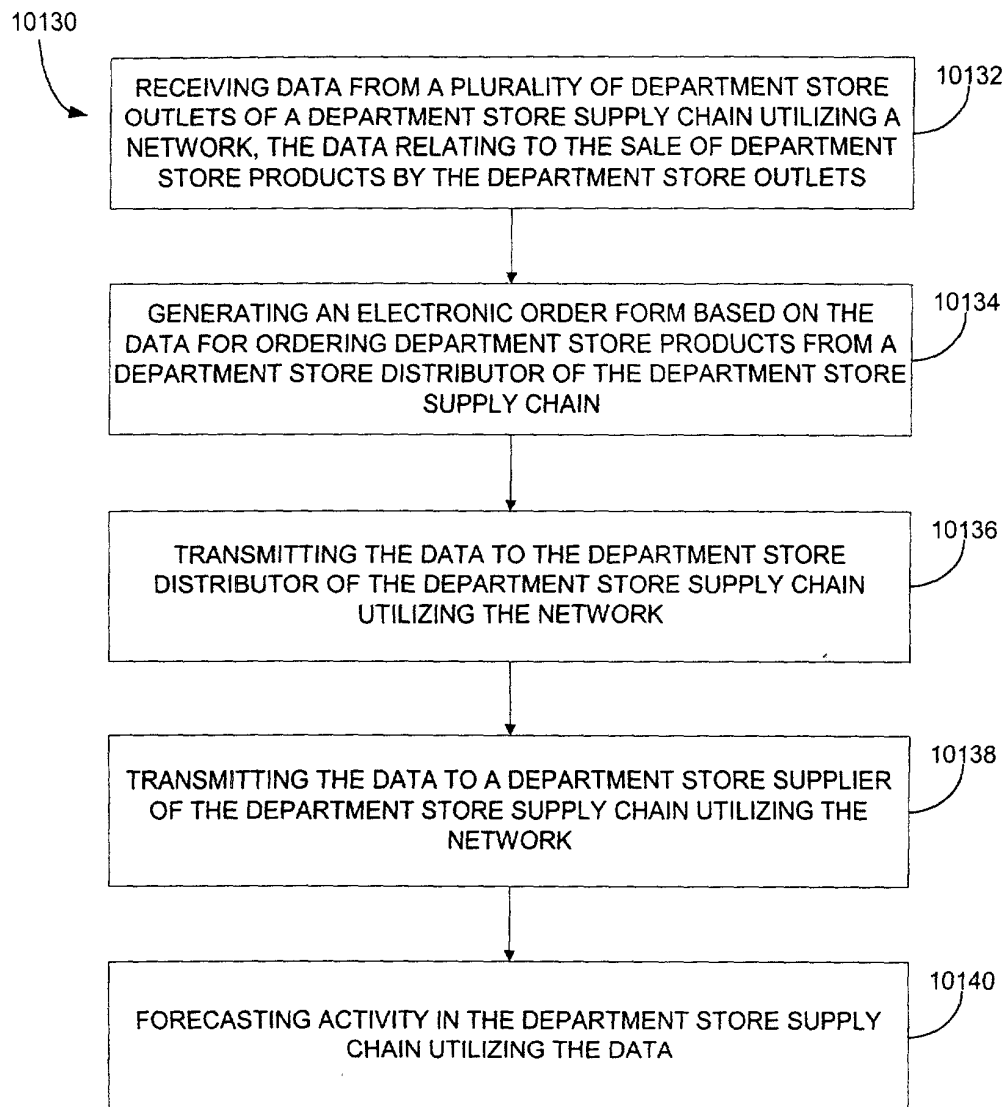 10130
RECEIVING DATA FROM A PLURALITY OF DEPARTMENT STORE
OUTLETS OF A DEPARTMENT STORE SUPPLY CHAIN UTILIZING A
NETWORK, THE DATA RELATING TO THE SALE OF DEPARTMENT
STORE PRODUCTS BY THE DEPARTMENT STORE OUTLETS
10132
GENERATING AN ELECTRONIC ORDER FORM BASED ON THE
DATA FOR ORDERING DEPARTMENT STORE PRODUCTS FROM A
DEPARTMENT STORE DISTRIBUTOR OF THE DEPARTMENT STORE
SUPPLY CHAIN
10134
TRANSMITTING THE DATA TO THE DEPARTMENT STORE
DISTRIBUTOR OF THE DEPARTMENT STORE SUPPLY CHAIN
UTILIZING THE NETWORK
10136
TRANSMITTING THE DATA TO A DEPARTMENT STORE SUPPLIER
OF THE DEPARTMENT STORE SUPPLY CHAIN UTILIZING THE
NETWORK
10138
FORECASTING ACTIVITY IN THE DEPARTMENT STORE SUPPLY
CHAIN UTILIZING THE DATA
10140